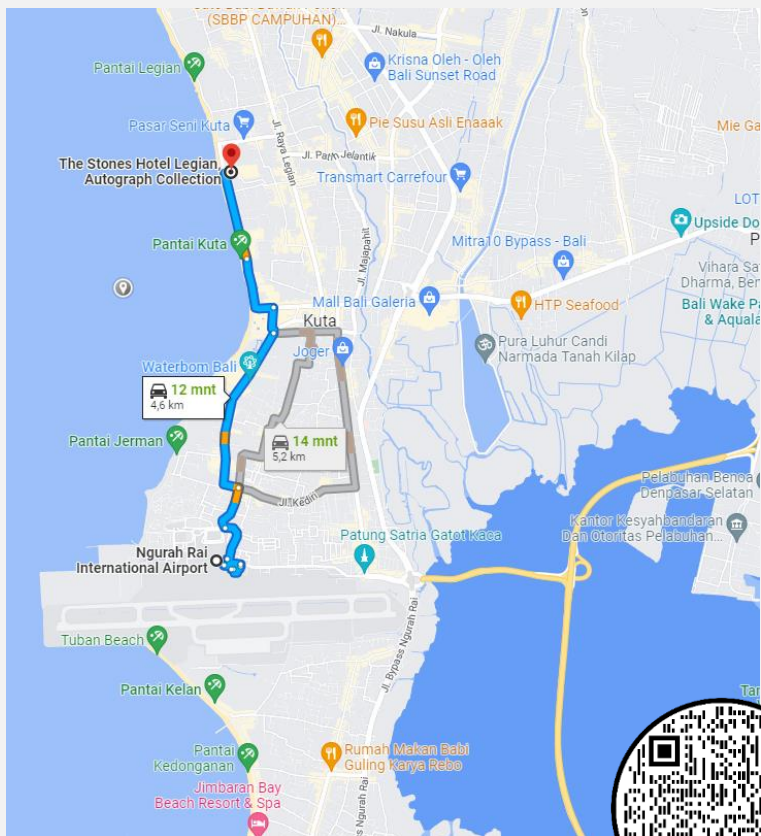 (SBBP CAMPUHAN)...
Jl. Nakula
Pantai Legian
Krisna Oleh - Oleh
Bali Sunset Road
Pasar Seni Kuta
Jl. Raya Legian
Pie Susu Asli Enaaak
Mie Ga
The Stones Hotel Legian,
Autograph Collection
Jl. Patih Jelantik
Transmart Carrefour
LOT
Upside Do
P
Pantai Kuta
Jl. Majapahit
Mitra10 Bypass - Bali
Vihara Sat
Dharma, Ben
Mall Bali Galeria
HTP Seafood
Bali Wake Pa
& Aquala
Kuta
Joger
Pura Luhur Candi
Narmada Tanah Kilap
Waterbom Bali
12 mnt
4,6 km
14 mnt
5,2 km
Pantai Jerman
Jl. Kediri
Pelabuhan Benoa
Denpasar Selatan
Kantor Kesyahbandaran
Dan Otoritas Pelabuhan...
Patung Satria Gatot Kaca
Ngurah Rai
International Airport
Tuban Beach
Jl. Bypass Ngurah Rai
Pantai Kelan
Tan
Pantai
Kedonganan
Rumah Makan Babi
Guling Karya Rebo
Jimbaran Bay
Beach Resort & Spa
Ngurah Rai